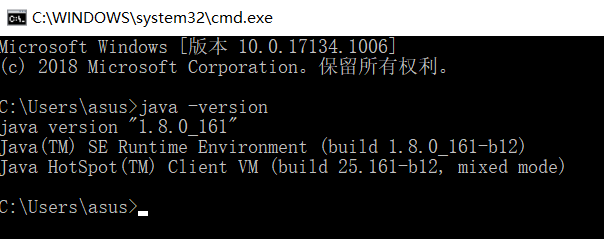 C:\WINDOWS\system32\cmd.exe
Microsoft Windows [版本 10.0.17134.1006]
(c) 2018 Microsoft Corporation。保留所有权利。
C:\Users\asus>java -version
java version "1.8.0_161"
Java(TM) SE Runtime Environment (build 1.8.0_161-b12)
Java HotSpot(TM) Client VM (build 25.161-b12, mixed mode)
C:\Users\asus>